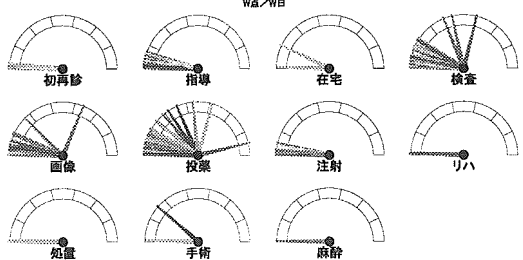 W点/W日
初再診 指導 在宅 検査
画像 投薬 注射 リハ
処置 手術 麻酔